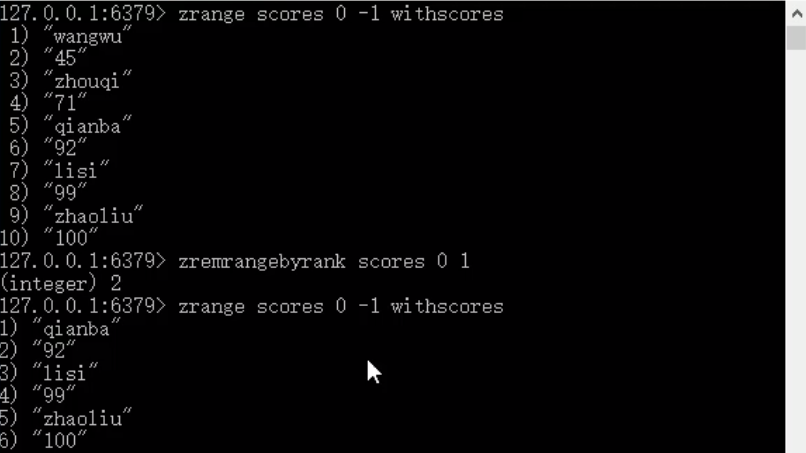 127.0.0.1:6379> zrange scores 0 -1 withscores
1) "wangwu"
2) "45"
3) "zhouqi"
4) "71"
5) "qianba"
6) "92"
7) "lisi"
8) "99"
9) "zhaoliu"
10) "100"
127.0.0.1:6379> zremrangebyrank scores 0 1
(integer) 2
127.0.0.1:6379> zrange scores 0 -1 withscores
1) "qianba"
2) "92"
3) "lisi"
4) "99"
5) "zhaoliu"
6) "100"